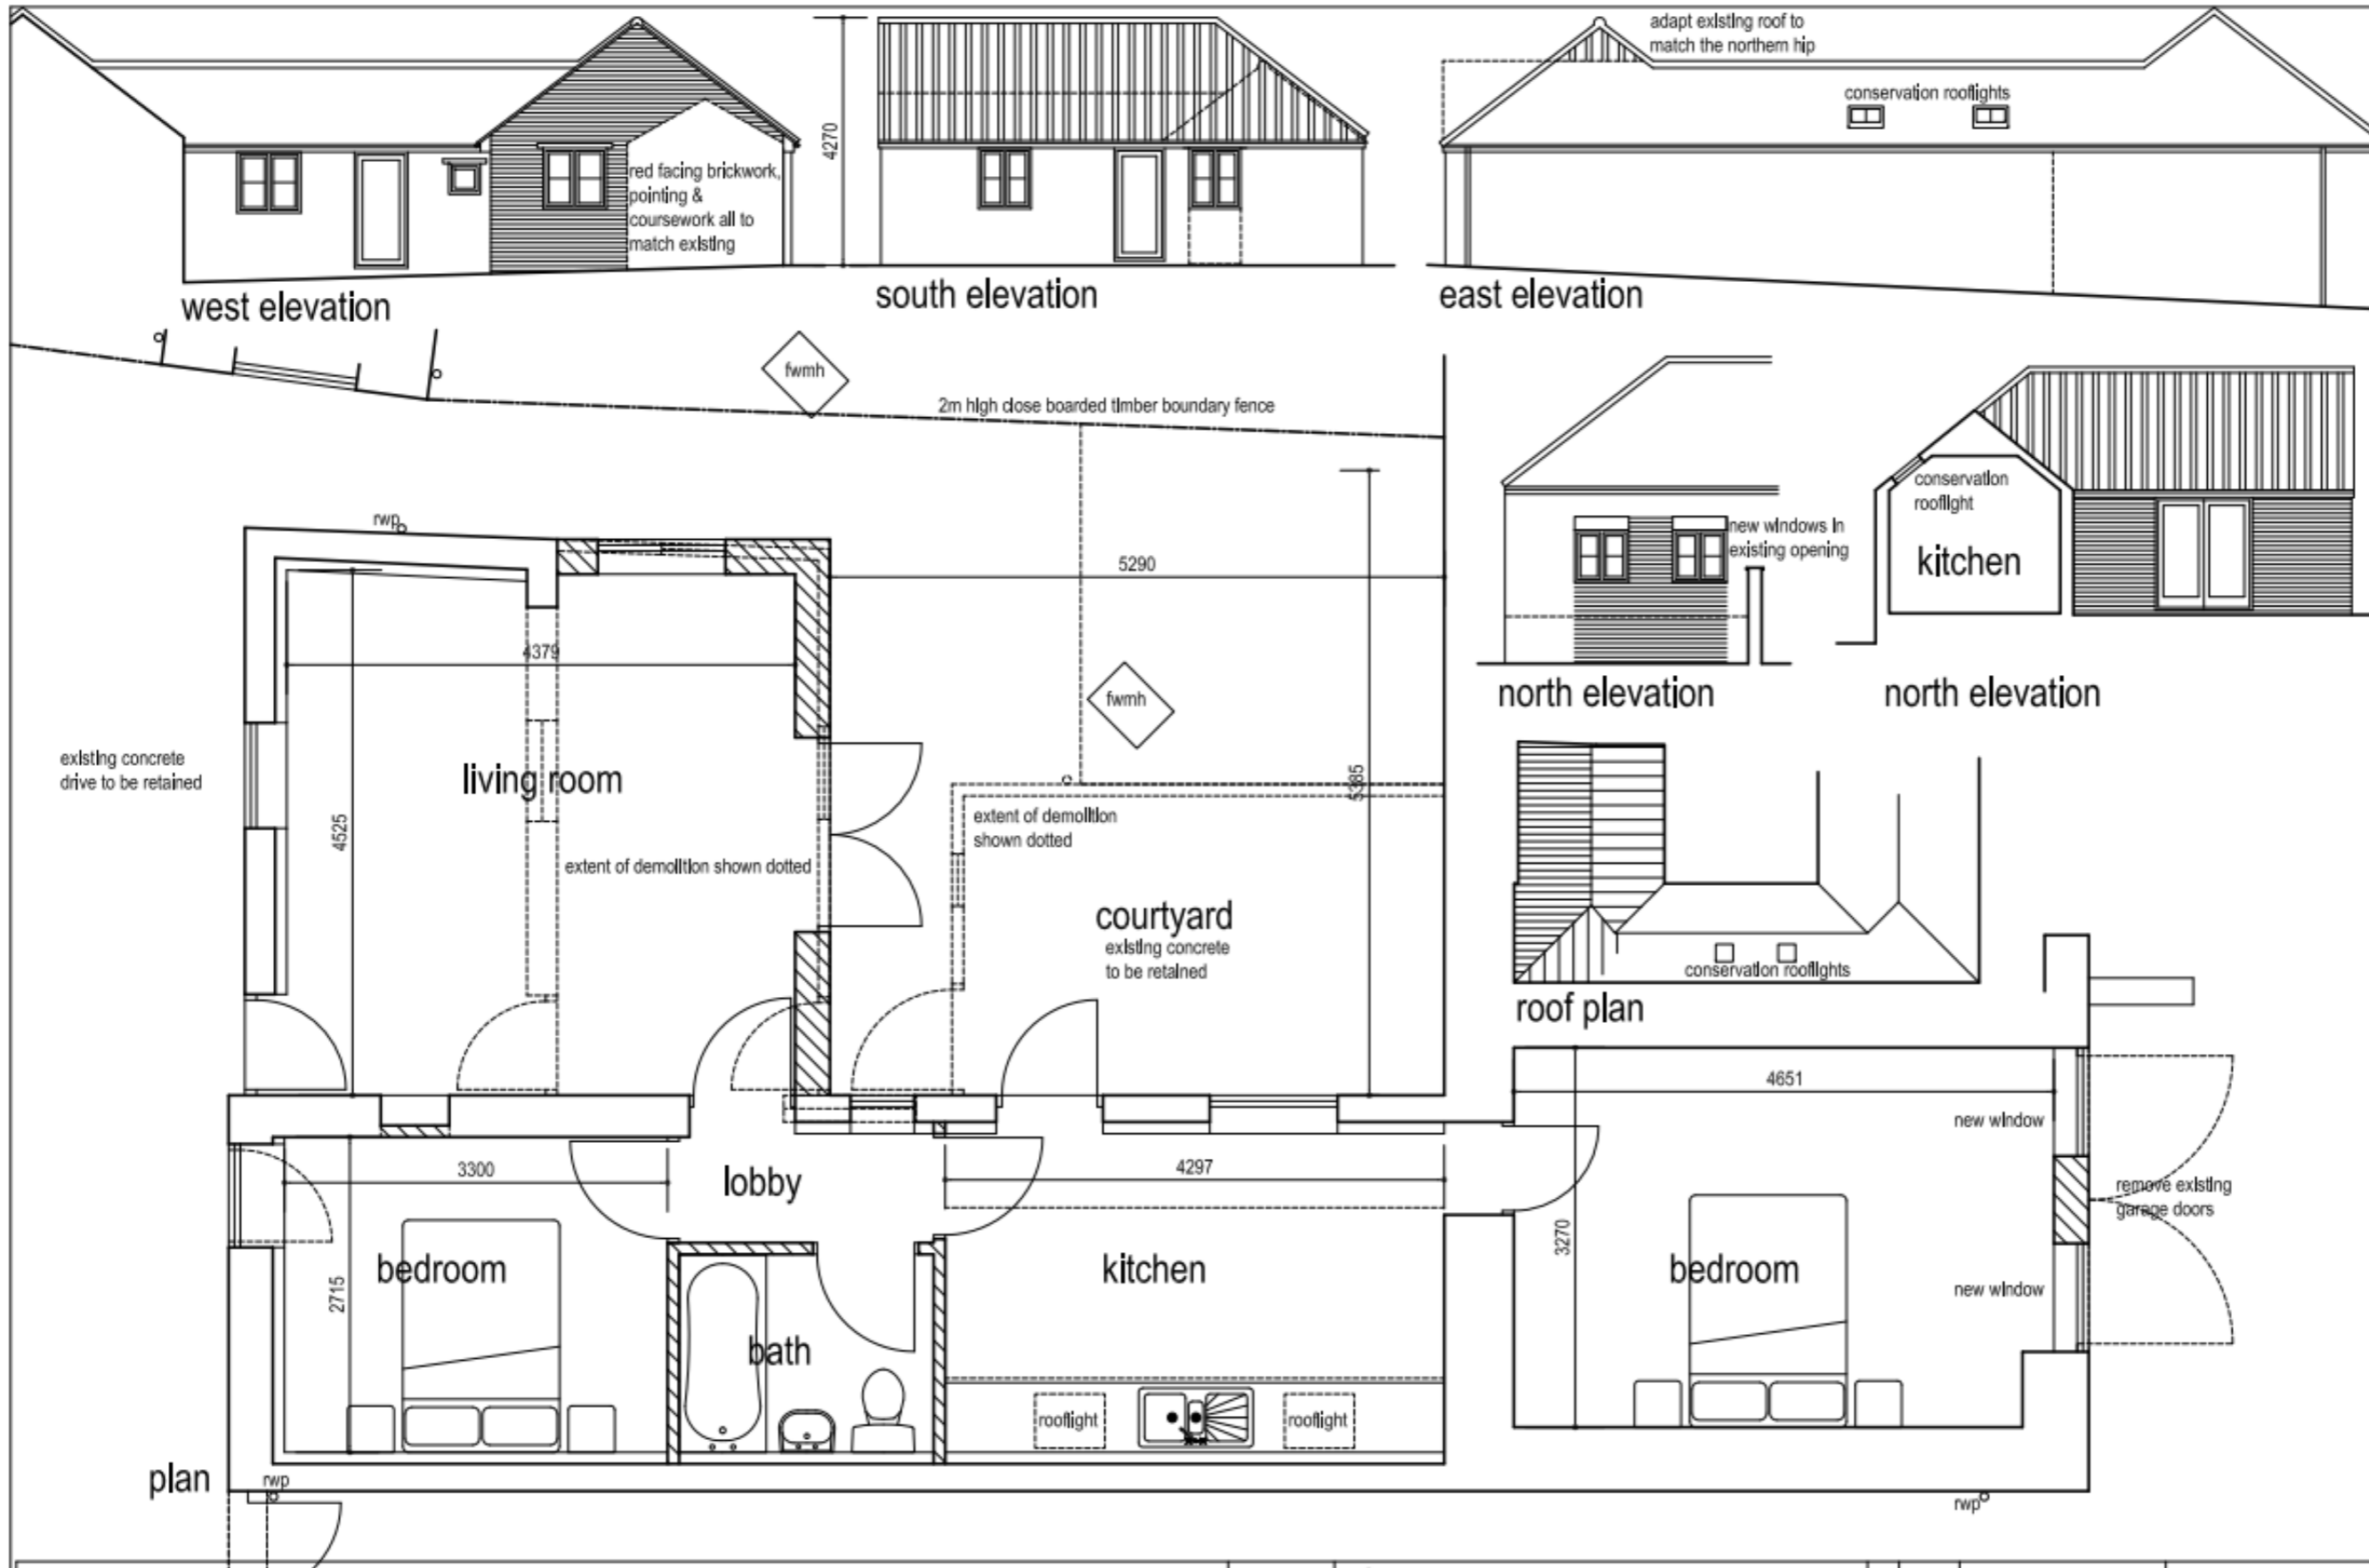 adapt existing roof to
match the northern hip
conservation rooflights
4270
red facing brickwork,
pointing &
coursework all to
match existing
west elevation
south elevation
east elevation
fwmh
2m high close boarded timber boundary fence
conservation
rooflight
kitchen
new windows in
existing opening
north elevation
north elevation
rwp
5290
4379
fwmh
existing concrete
drive to be retained
living room
4525
5385
extent of demolition
shown dotted
extent of demolition shown dotted
courtyard
existing concrete
to be retained
conservation rooflights
roof plan
4651
new window
3300
lobby
4297
remove existing
garage doors
3270
bedroom
2715
kitchen
bedroom
new window
bath
rooflight
rooflight
plan
rwp
rwp